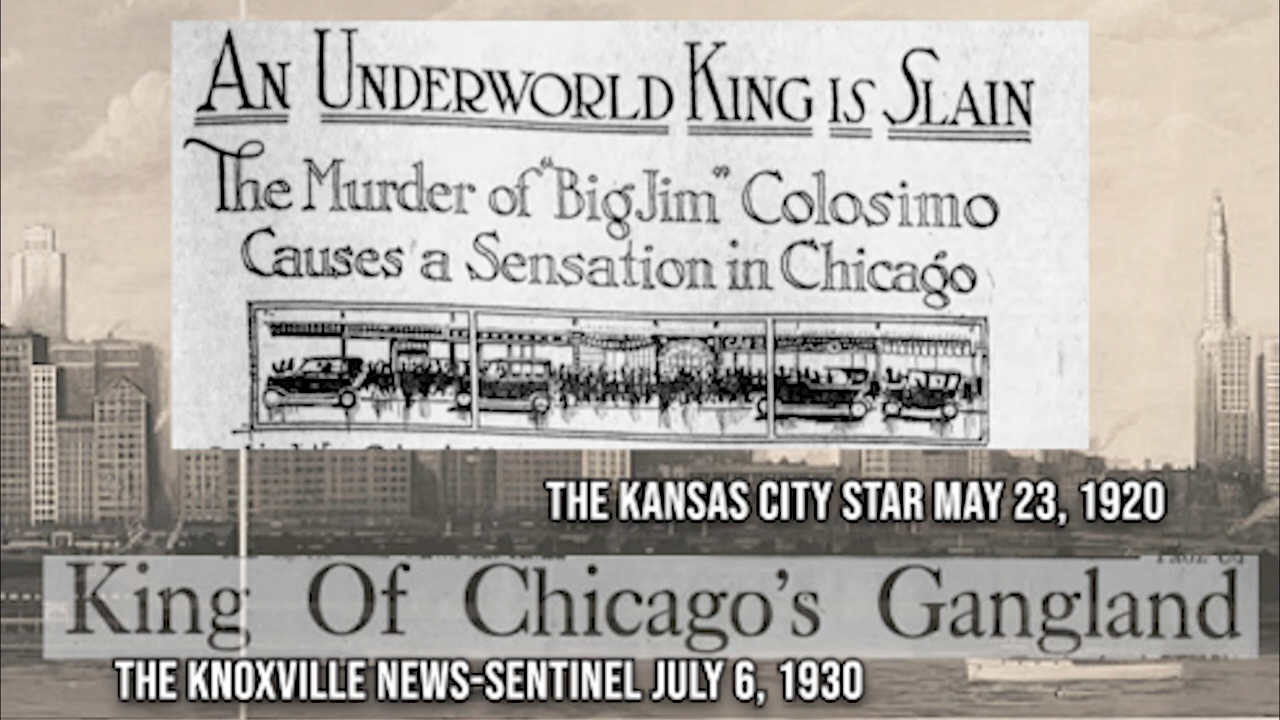 An Underworld King is Slain
The Murder of "Big Jim" Colosimo
Causes a Sensation in Chicago
THE KANSAS CITY STAR MAY 23, 1920
King Of Chicago's Gangland
THE KNOXVILLE NEWS-SENTINEL JULY 6, 1930